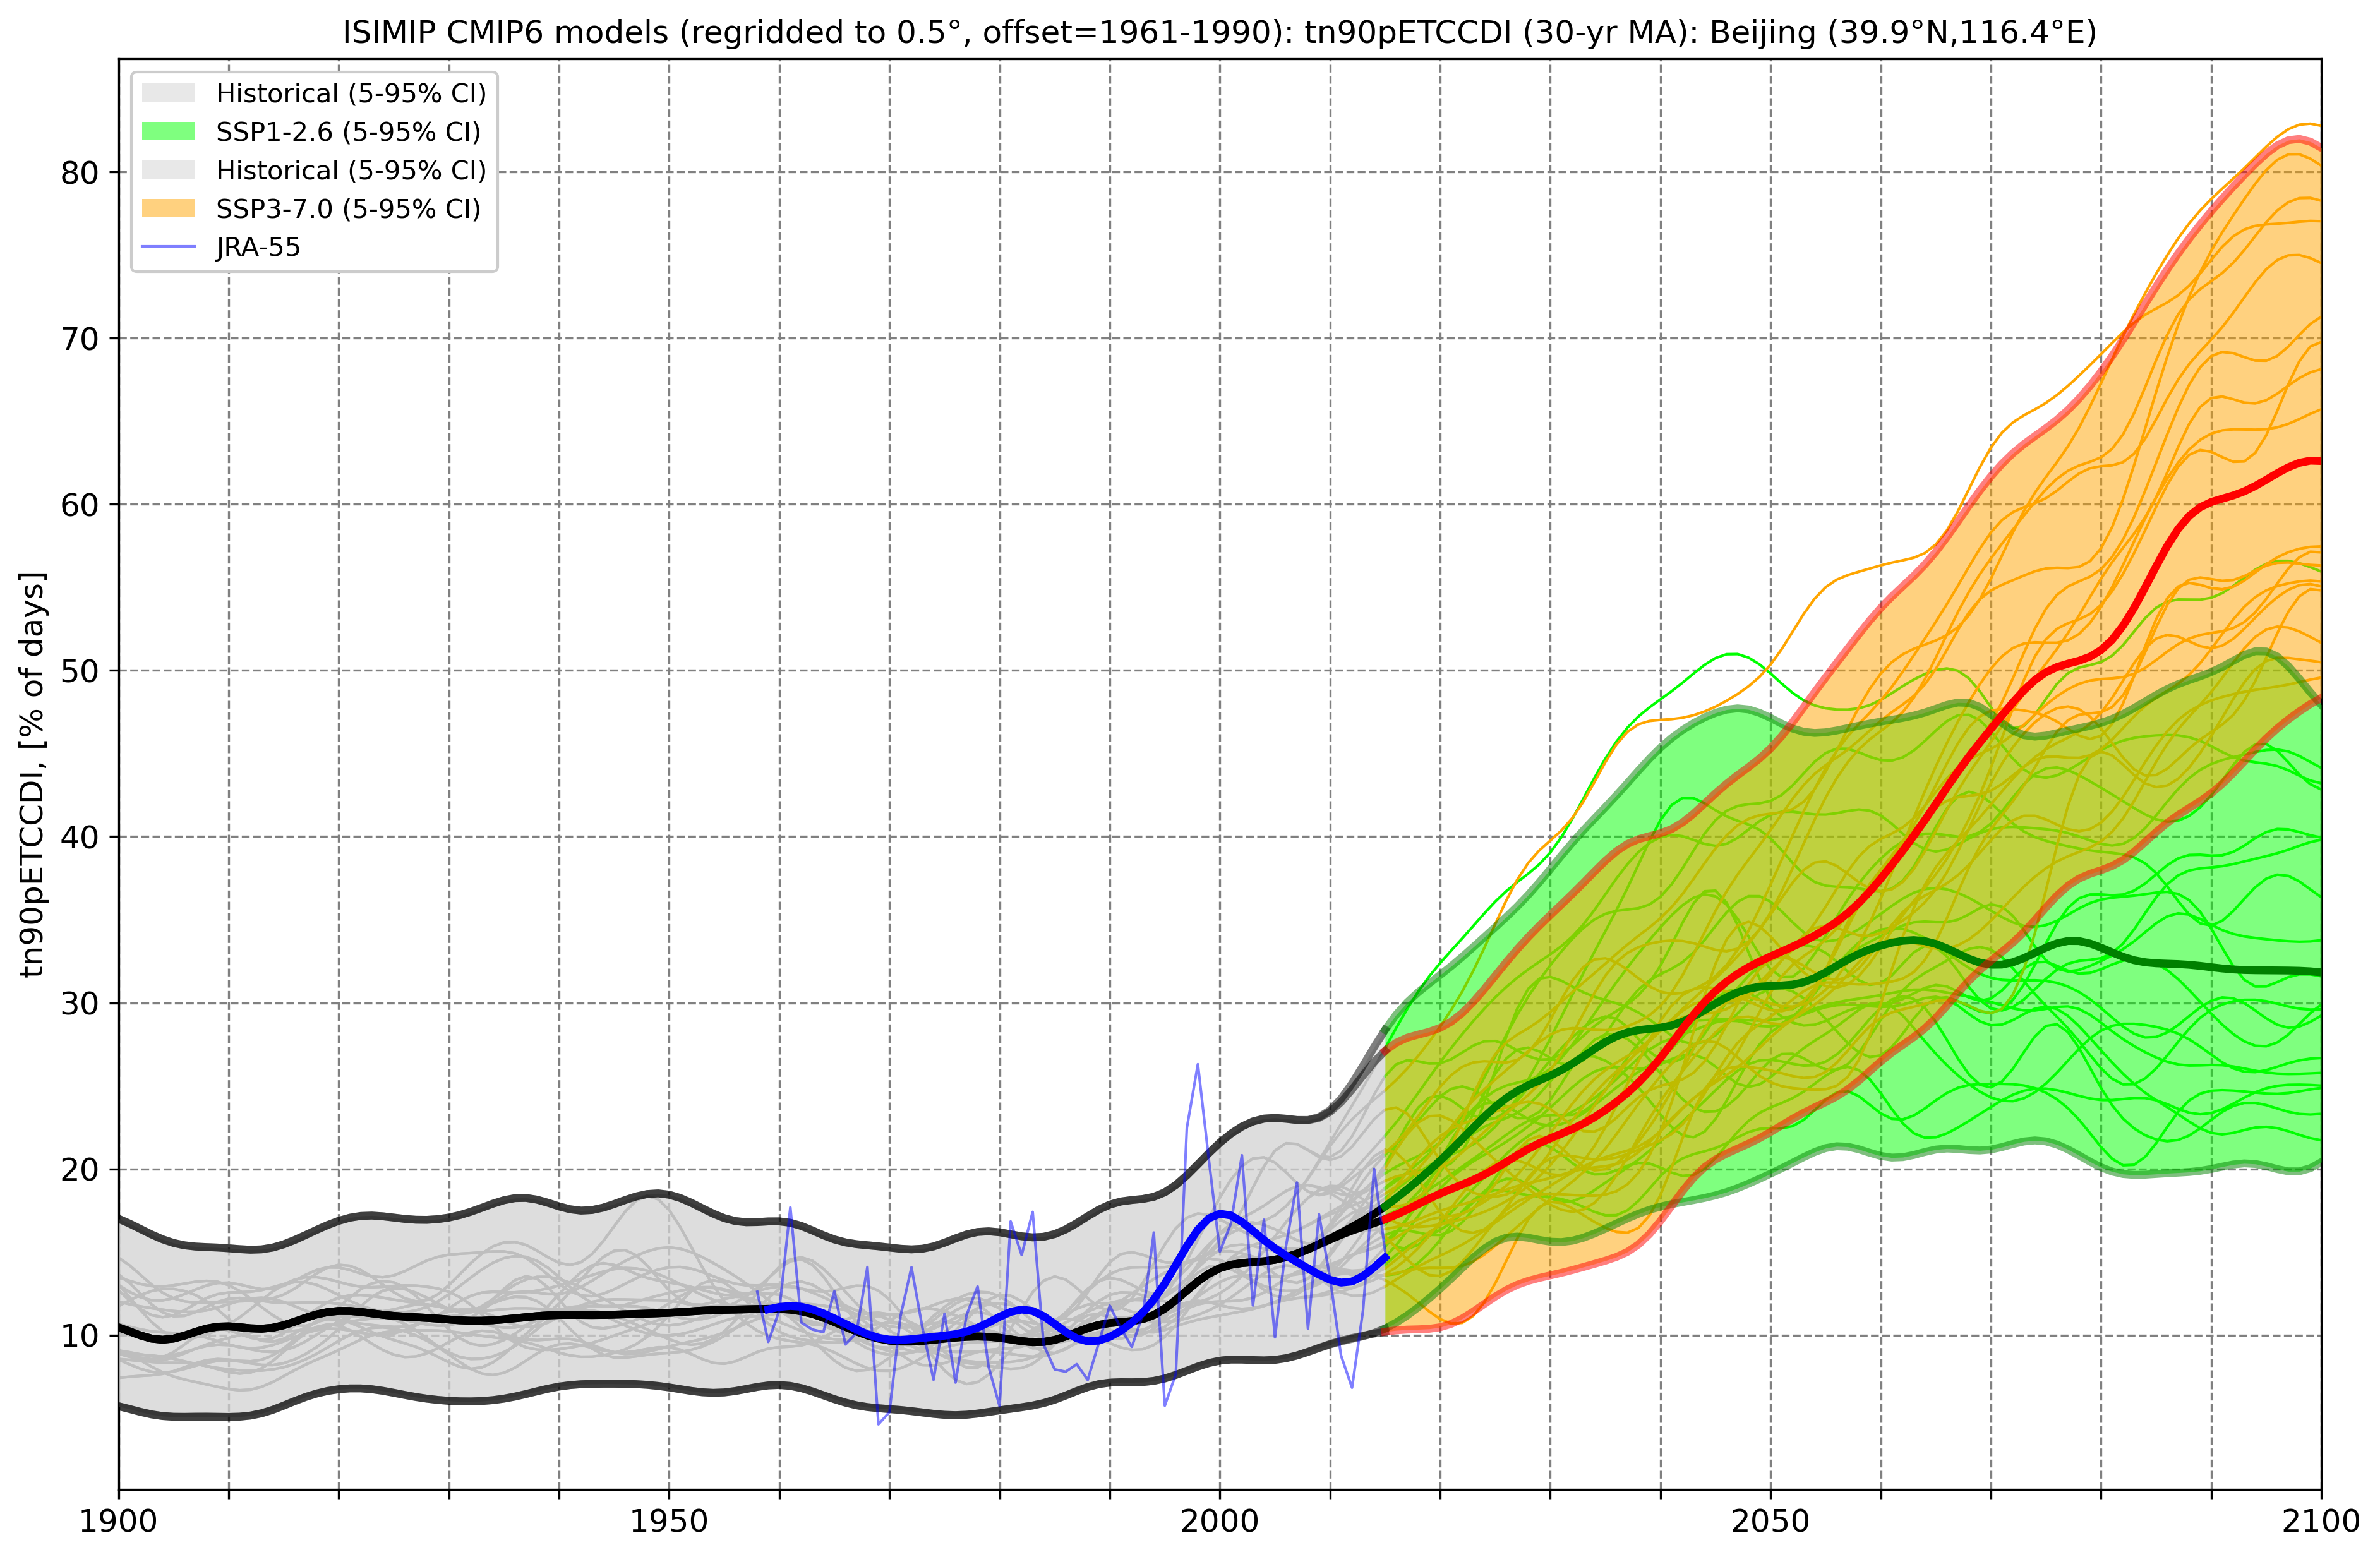 ISIMIP CMIP6 models (regridded to 0.5°, offset=1961-1990): tn90pETCCDI (30-yr MA): Beijing (39.9°N,116.4°E)
Historical (5-95% CI)
SSP1-2.6 (5-95% CI)
Historical (5-95% CI)
SSP3-7.0 (5-95% CI)
JRA-55
tn90pETCCDI, [% of days]
80
70
60
50
40
30
20
10
1900
1950
2000
2050
2100